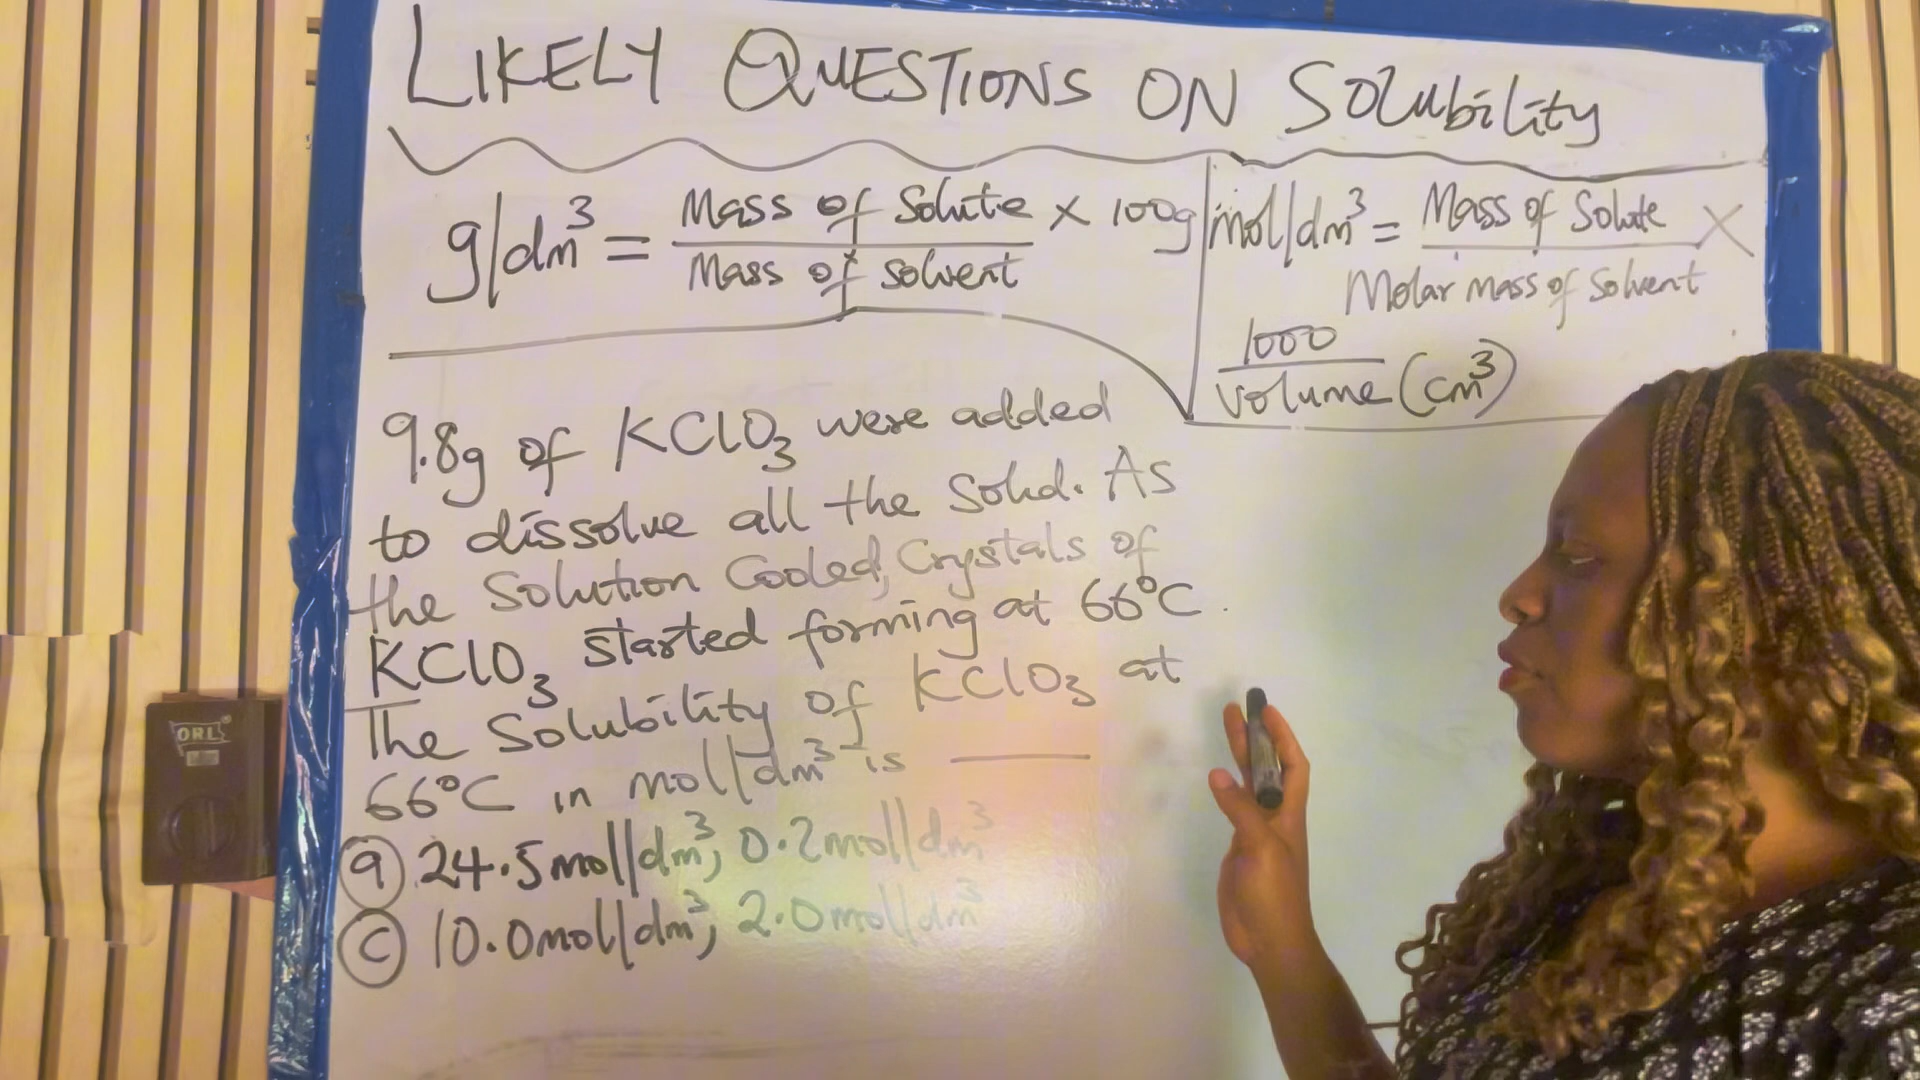 LIKELY QUESTIONS ON Solubility
g/dm³ = Mass of Solute / Mass of Solvent × 100g
mol/dm³ = Mass of Solute / Molar mass of Solvent ×
1000 / Volume (cm³)
9.8g of KClO₃ were added
to dissolve all the Solid. As
the Solution Cooled, Crystals of
KClO₃ started forming at 66°C.
The Solubility of KClO₃ at
66°C in mol/dm³ is ____
(a) 24.5mol/dm³, 0.2mol/dm³
(c) 10.0mol/dm³, 2.0mol/dm³
ORL